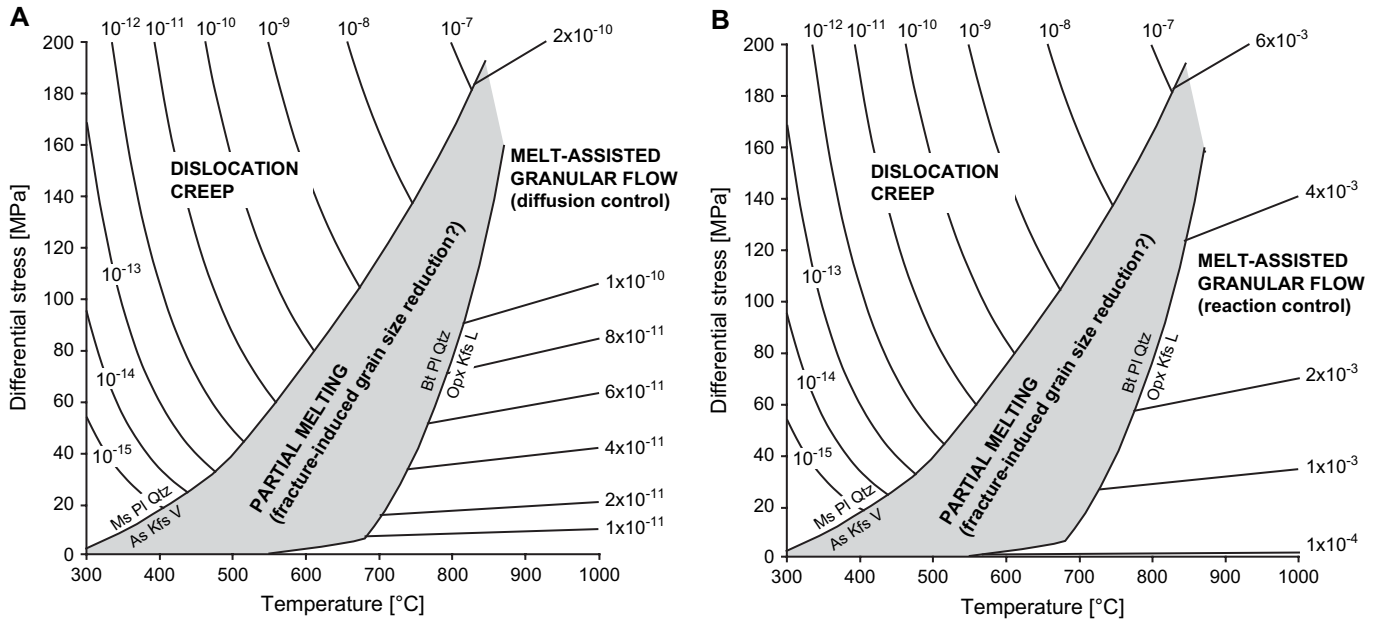 A
10-12
10-11
10-10
10-9
10-8
10-7
2x10-10
200
180
160
140
120
100
80
60
40
20
0
Differential stress [MPa]
DISLOCATION
CREEP
MELT-ASSISTED
GRANULAR FLOW
(diffusion control)
10-13
10-14
10-15
PARTIAL MELTING
(fracture-induced grain size reduction?)
Ms Pl Qtz
As Kfs V
Bt Pl Qtz
Opx Kfs L
1x10-10
8x10-11
6x10-11
4x10-11
2x10-11
1x10-11
300 400 500 600 700 800 900 1000
Temperature [°C]
B
10-12
10-11
10-10
10-9
10-8
10-7
6x10-3
200
180
160
140
120
100
80
60
40
20
0
Differential stress [MPa]
DISLOCATION
CREEP
4x10-3
MELT-ASSISTED
GRANULAR FLOW
(reaction control)
10-13
10-14
10-15
PARTIAL MELTING
(fracture-induced grain size reduction?)
Ms Pl Qtz
As Kfs V
Bt Pl Qtz
Opx Kfs L
2x10-3
1x10-3
1x10-4
300 400 500 600 700 800 900 1000
Temperature [°C]